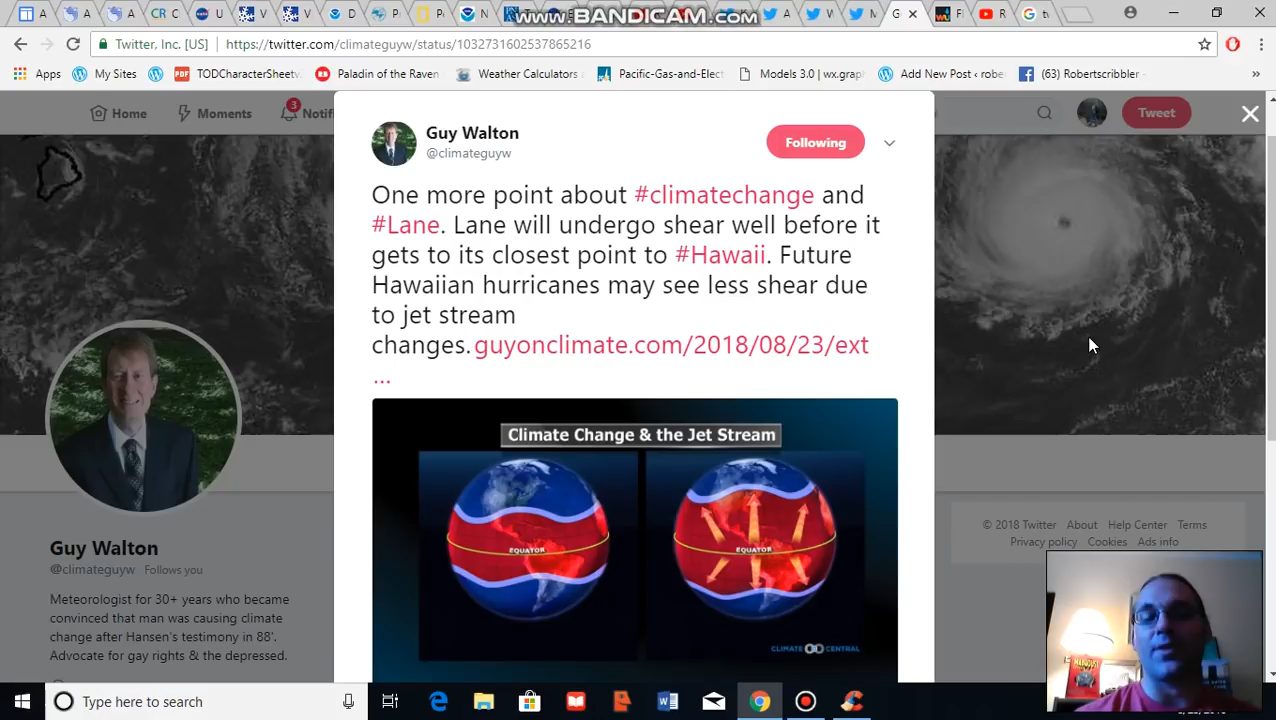 www.BANDICAM.com
Twitter, Inc. [US] https://twitter.com/climateguyw/status/1032731602537865216
Apps My Sites TODCharacterSheet Paladin of the Raven Weather Calculators Pacific-Gas-and-Elect Models 3.0 | wx.graph Add New Post ‹ robe (63) Robertscribbler -
Home Moments 3 Notifi Tweet
Guy Walton
@climateguyw
Following
One more point about #climatechange and
#Lane. Lane will undergo shear well before it
gets to its closest point to #Hawaii. Future
Hawaiian hurricanes may see less shear due
to jet stream
changes.guyonclimate.com/2018/08/23/ext
...
Climate Change & the Jet Stream
EQUATOR
EQUATOR
CLIMATE CENTRAL
Guy Walton
@climateguyw Follows you
Meteorologist for 30+ years who became
convinced that man was causing climate
change after Hansen's testimony in 88'.
Advocate for gay rights & the depressed.
© 2018 Twitter About Help Center Terms
Privacy policy Cookies Ads info
Type here to search